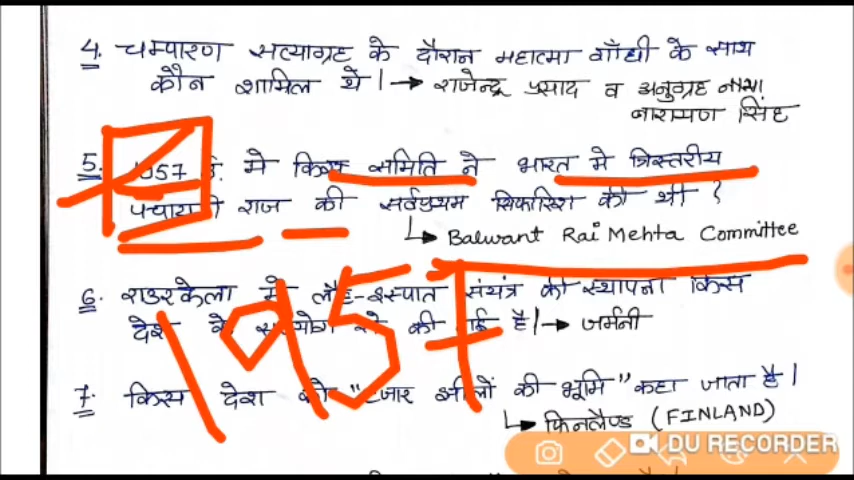 4. चम्पारण सत्याग्रह के दौरान महात्मा गाँधी के साथ
कौन शामिल थे। → राजेन्द्र प्रसाद व अनुग्रह
नारायण सिंह
5. 1957 ई. मे किस समिति ने भारत मे त्रिस्तरीय
पंचायती राज की सर्वप्रथम सिफारिश की थी ?
↳ Balwant Rai Mehta Committee
6. राउरकेला मे लौह-इस्पात संयंत्र की स्थापना किस
देश के सहयोग से की गई है। → जर्मनी
1957
7. किस देश को "हजार झीलों की भूमि" कहा जाता है।
↳ फिनलैण्ड (FINLAND)
DU RECORDER